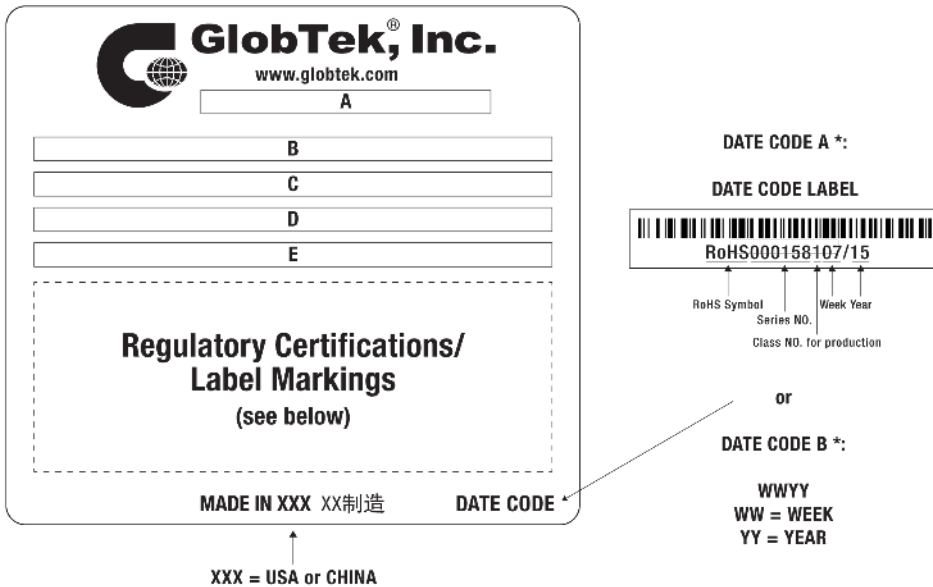 GlobTek,® Inc.
www.globtek.com
A
B
C
D
E
Regulatory Certifications/
Label Markings
(see below)
MADE IN XXX XX制造 DATE CODE
XXX = USA or CHINA
DATE CODE A *:
DATE CODE LABEL
RoHS000158107/15
RoHS Symbol
Week Year
Series NO.
Class NO. for production
or
DATE CODE B *:
WWYY
WW = WEEK
YY = YEAR